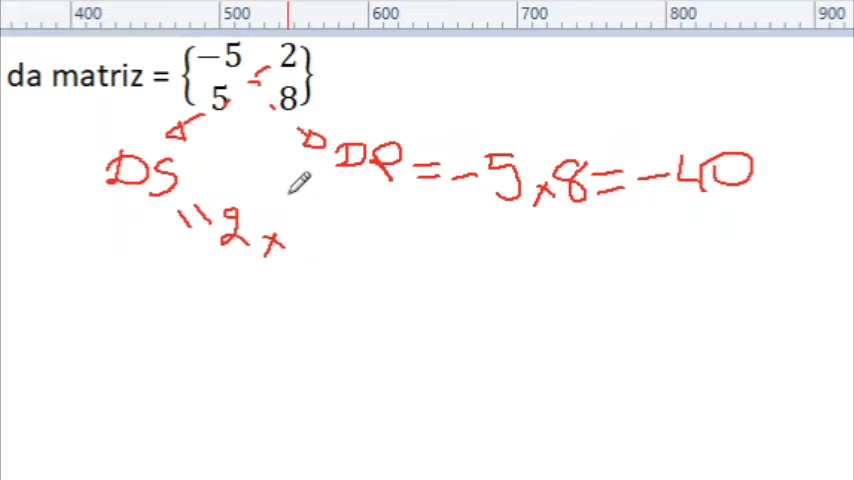 400 500 600 700 800 900
da matriz = {-5 2
5 8}
DP = -5 x 8 = -40
DS
= 2 x